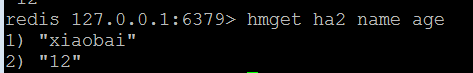 redis 127.0.0.1:6379> hmget ha2 name age
1) "xiaobai"
2) "12"